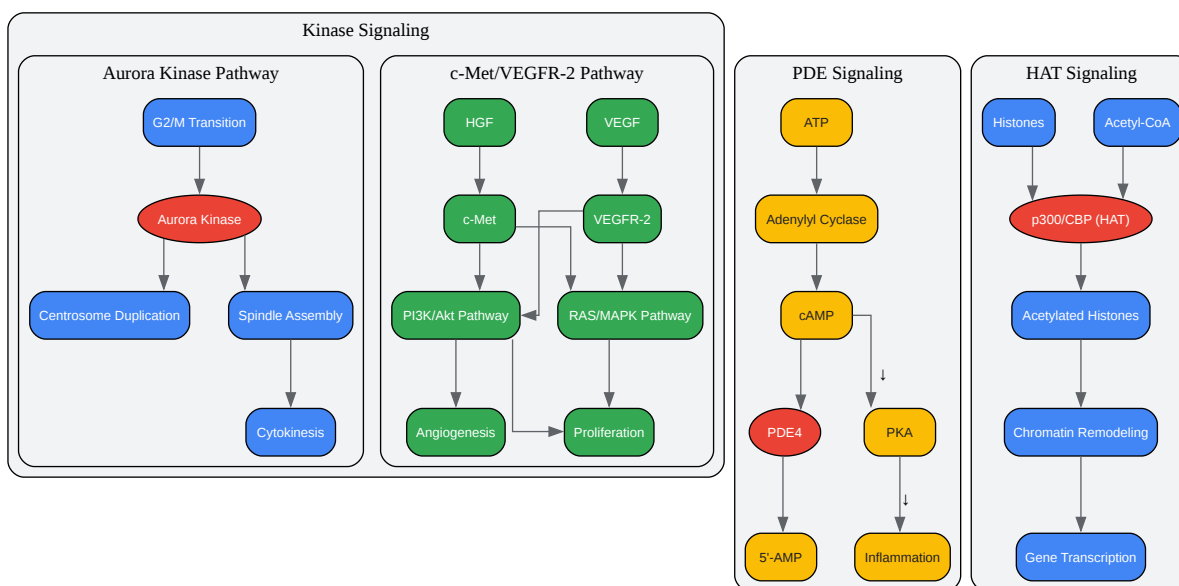 Kinase Signaling
Aurora Kinase Pathway
G2/M Transition
Aurora Kinase
Centrosome Duplication
Spindle Assembly
Cytokinesis
c-Met/VEGFR-2 Pathway
HGF
VEGF
c-Met
VEGFR-2
PI3K/Akt Pathway
RAS/MAPK Pathway
Angiogenesis
Proliferation
PDE Signaling
ATP
Adenylyl Cyclase
cAMP
↓
PDE4
PKA
↓
5'-AMP
Inflammation
HAT Signaling
Histones
Acetyl-CoA
p300/CBP (HAT)
Acetylated Histones
Chromatin Remodeling
Gene Transcription